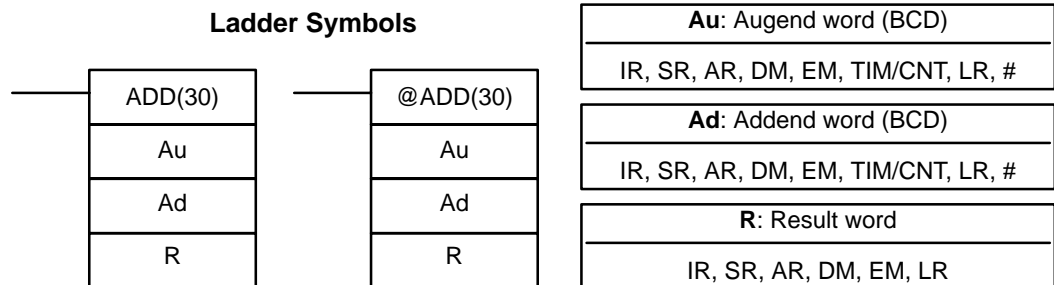 Ladder Symbols
ADD(30)
Au
Ad
R
@ADD(30)
Au
Ad
R
Au: Augend word (BCD)
IR, SR, AR, DM, EM, TIM/CNT, LR, #
Ad: Addend word (BCD)
IR, SR, AR, DM, EM, TIM/CNT, LR, #
R: Result word
IR, SR, AR, DM, EM, LR